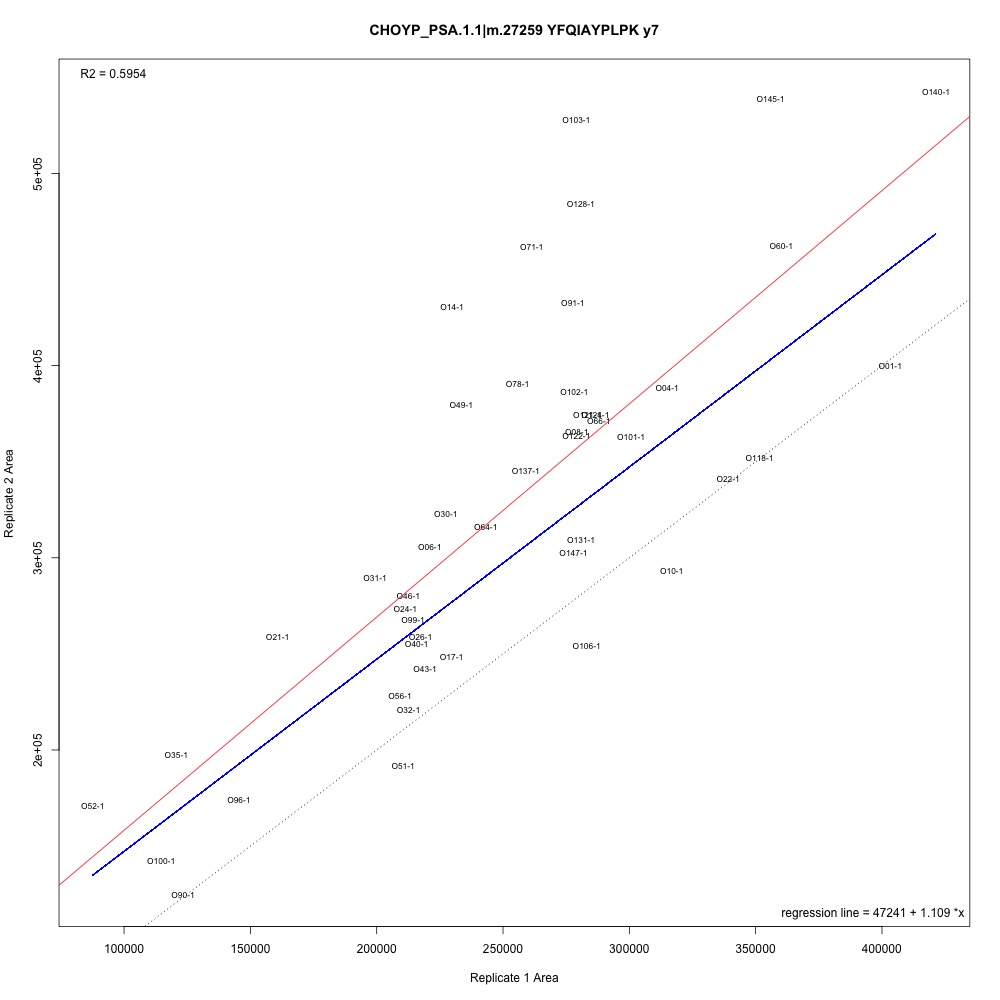 CHOYP_PSA.1.1|m.27259 YFQIAYPLPK y7
R2 = 0.5954
O140-1
O145-1
O103-1
O128-1
O71-1
O60-1
O91-1
O14-1
O01-1
O78-1
O04-1
O102-1
O49-1
O66-1
O08-1
O122-1
O101-1
O118-1
O137-1
O22-1
O30-1
O64-1
O131-1
O06-1
O147-1
O10-1
O31-1
O46-1
O24-1
O99-1
O21-1
O26-1
O40-1
O106-1
O17-1
O43-1
O56-1
O32-1
O35-1
O51-1
O96-1
O52-1
O100-1
O90-1
regression line = 47241 + 1.109 *x
5e+05
4e+05
3e+05
2e+05
Replicate 2 Area
100000
150000
200000
250000
300000
350000
400000
Replicate 1 Area